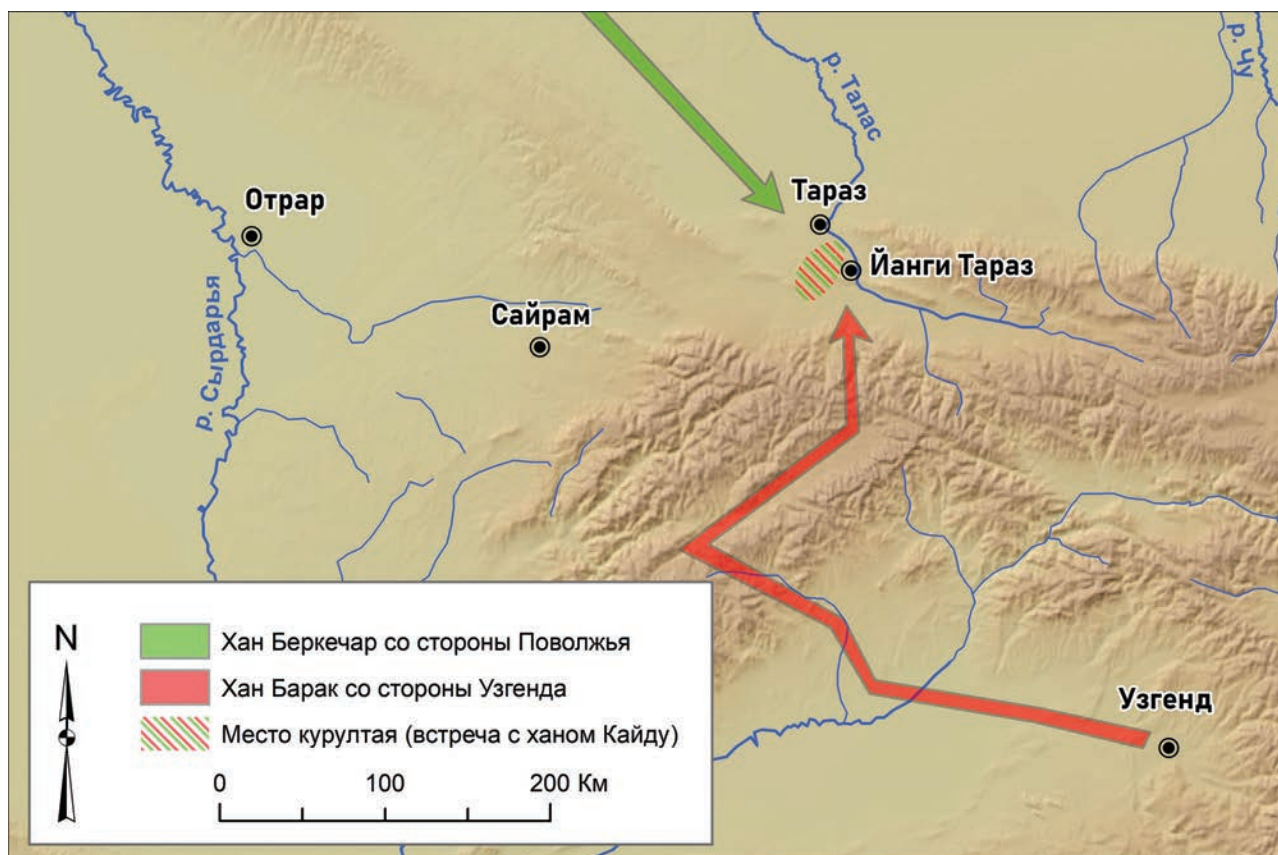 р. Талас
р. Чу
Отрар
Тараз
Йанги Тараз
Сайрам
р. Сырдарья
Узгенд
N
Хан Беркечар со стороны Поволжья
Хан Барак со стороны Узгенда
Место курултая (встреча с ханом Кайду)
0 100 200 Км